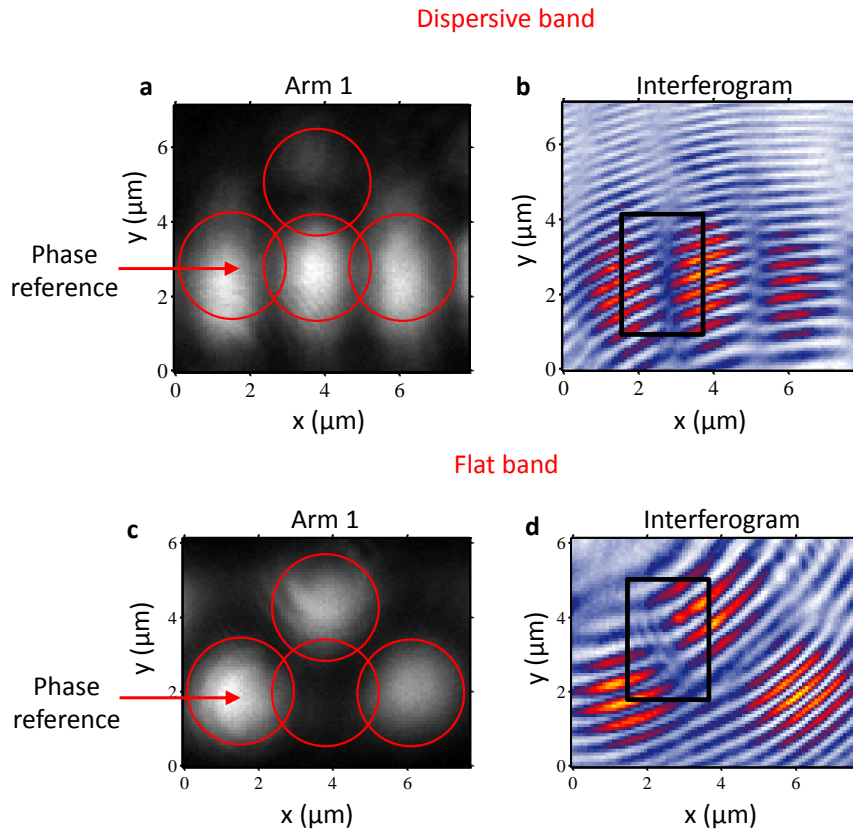 Dispersive band
a
Arm 1
b
Interferogram
6
4
2
0
y (µm)
0
2
4
6
x (µm)
Phase
reference
6
4
2
0
y (µm)
0
2
4
6
x (µm)
Flat band
c
Arm 1
d
Interferogram
6
4
2
0
y (µm)
0
2
4
6
x (µm)
Phase
reference
6
4
2
0
y (µm)
0
2
4
6
x (µm)